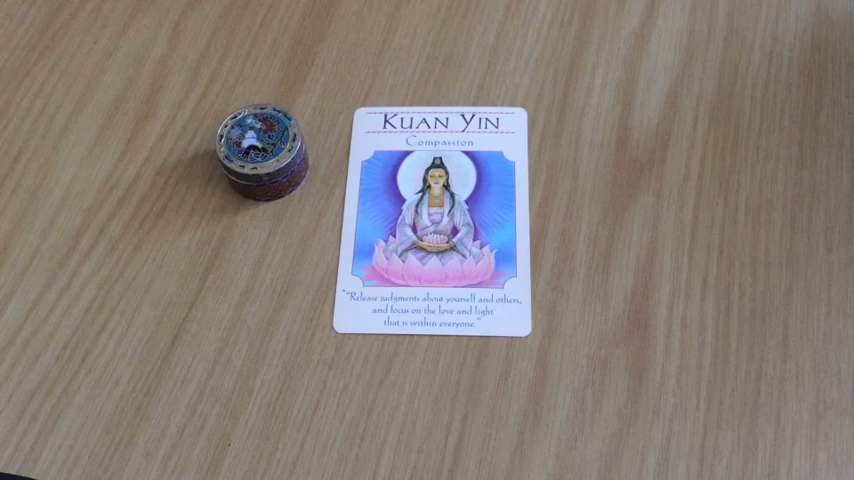 KUAN YIN
Compassion
"Release judgments about yourself and others,
and focus on the love and light
that is within everyone."